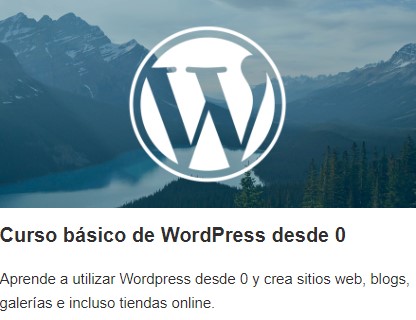 Curso básico de WordPress desde 0
Aprende a utilizar Wordpress desde 0 y crea sitios web, blogs,
galerías e incluso tiendas online.